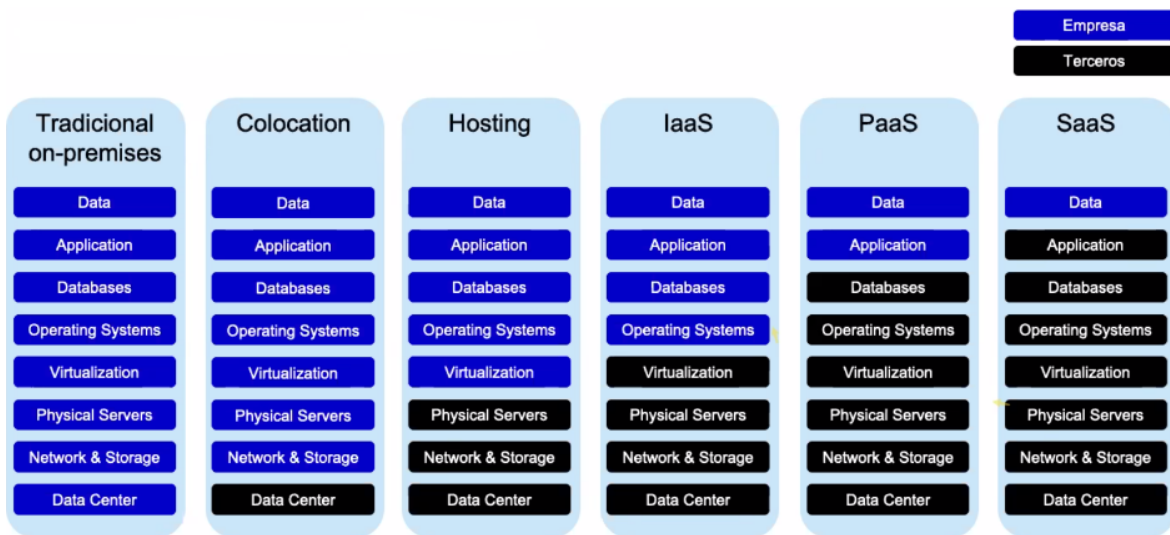 Empresa
Terceros
Tradicional
on-premises
Data
Application
Databases
Operating Systems
Virtualization
Physical Servers
Network & Storage
Data Center
Colocation
Data
Application
Databases
Operating Systems
Virtualization
Physical Servers
Network & Storage
Data Center
Hosting
Data
Application
Databases
Operating Systems
Virtualization
Physical Servers
Network & Storage
Data Center
IaaS
Data
Application
Databases
Operating Systems
Virtualization
Physical Servers
Network & Storage
Data Center
PaaS
Data
Application
Databases
Operating Systems
Virtualization
Physical Servers
Network & Storage
Data Center
SaaS
Data
Application
Databases
Operating Systems
Virtualization
Physical Servers
Network & Storage
Data Center